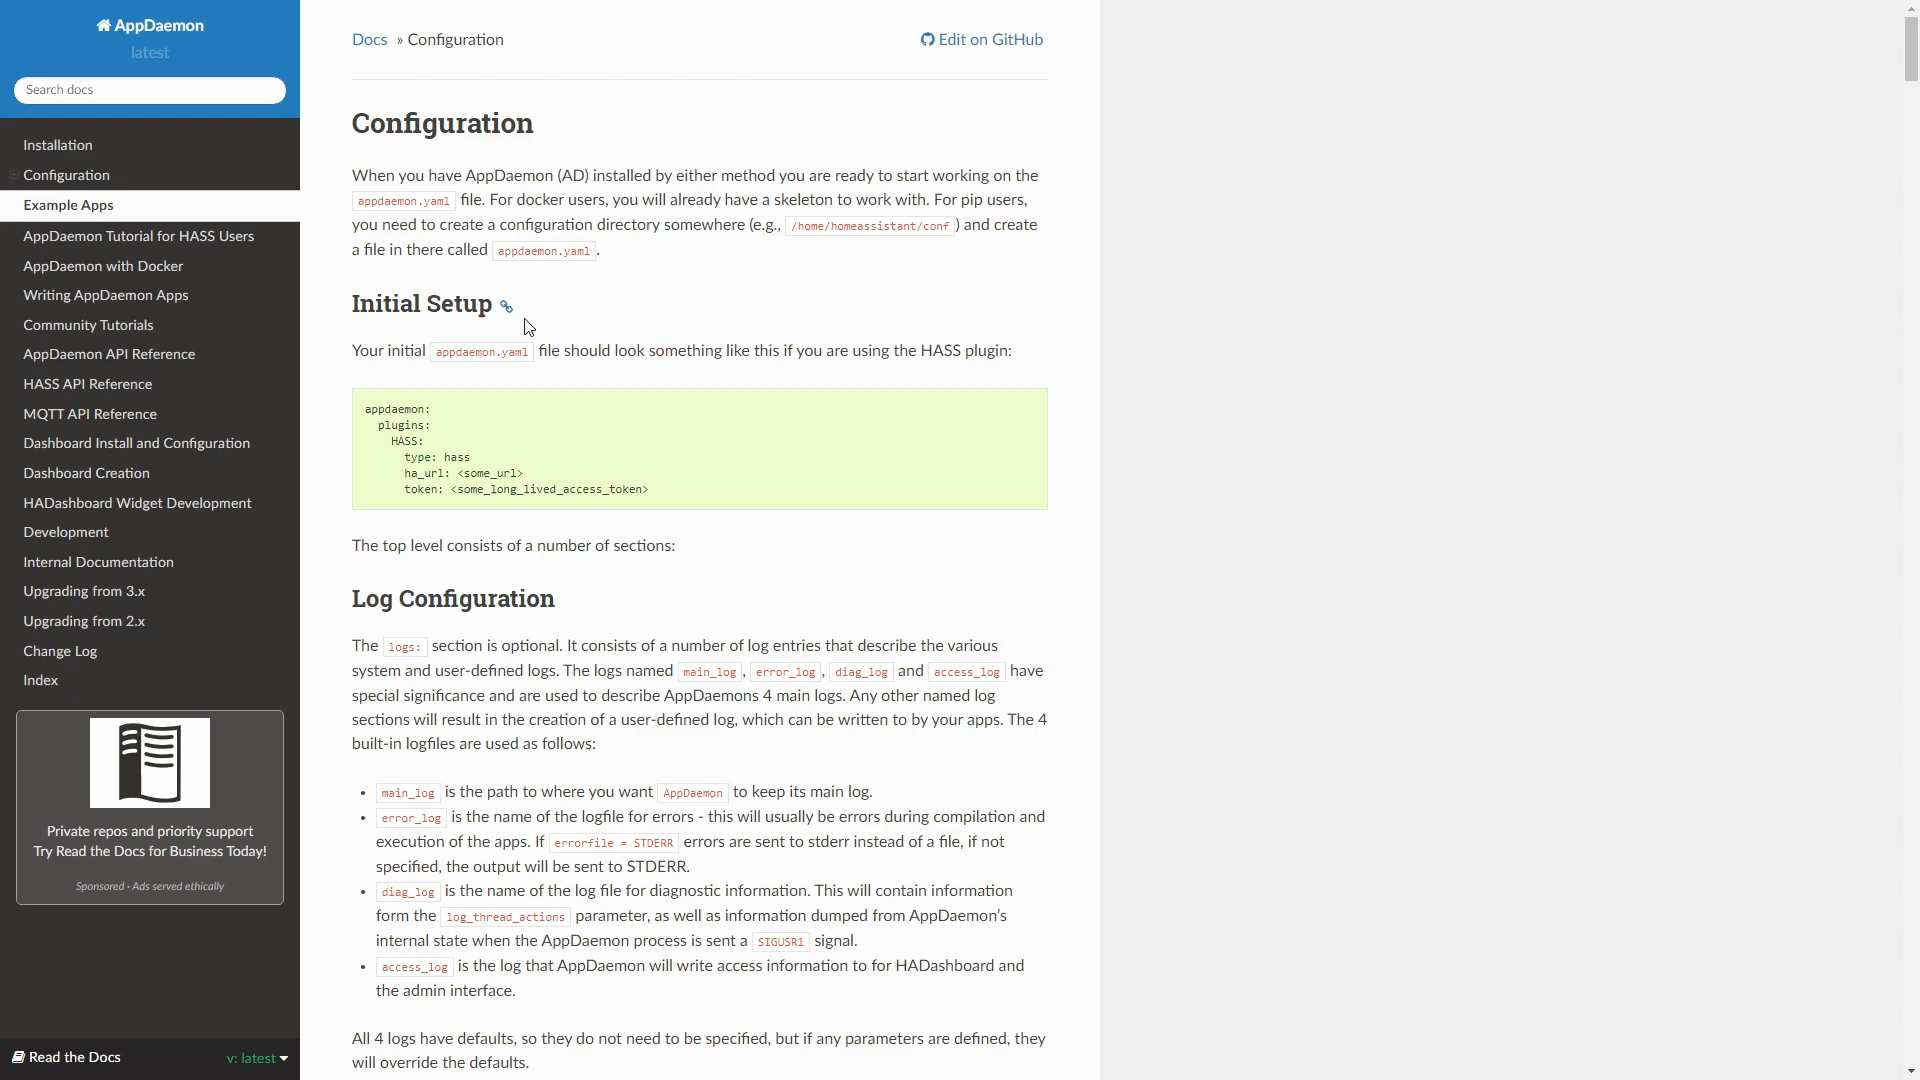 AppDaemon
latest
Search docs
Installation
Configuration
Example Apps
AppDaemon Tutorial for HASS Users
AppDaemon with Docker
Writing AppDaemon Apps
Community Tutorials
AppDaemon API Reference
HASS API Reference
MQTT API Reference
Dashboard Install and Configuration
Dashboard Creation
HADashboard Widget Development
Development
Internal Documentation
Upgrading from 3.x
Upgrading from 2.x
Change Log
Index
Private repos and priority support
Try Read the Docs for Business Today!
Sponsored · Ads served ethically
Read the Docs
v: latest
Docs » Configuration
Edit on GitHub
Configuration
When you have AppDaemon (AD) installed by either method you are ready to start working on the
appdaemon.yaml file. For docker users, you will already have a skeleton to work with. For pip users,
you need to create a configuration directory somewhere (e.g., /home/homeassistant/conf ) and create
a file in there called appdaemon.yaml .
Initial Setup
Your initial appdaemon.yaml file should look something like this if you are using the HASS plugin:
appdaemon:
plugins:
HASS:
type: hass
ha_url: <some_url>
token: <some_long_lived_access_token>
The top level consists of a number of sections:
Log Configuration
The logs: section is optional. It consists of a number of log entries that describe the various
system and user-defined logs. The logs named main_log , error_log , diag_log and access_log have
special significance and are used to describe AppDaemons 4 main logs. Any other named log
sections will result in the creation of a user-defined log, which can be written to by your apps. The 4
built-in logfiles are used as follows:
• main_log is the path to where you want AppDaemon to keep its main log.
• error_log is the name of the logfile for errors - this will usually be errors during compilation and
execution of the apps. If errorfile = STDERR errors are sent to stderr instead of a file, if not
specified, the output will be sent to STDERR.
• diag_log is the name of the log file for diagnostic information. This will contain information
form the log_thread_actions parameter, as well as information dumped from AppDaemon's
internal state when the AppDaemon process is sent a SIGUSR1 signal.
• access_log is the log that AppDaemon will write access information to for HADashboard and
the admin interface.
All 4 logs have defaults, so they do not need to be specified, but if any parameters are defined, they
will override the defaults.